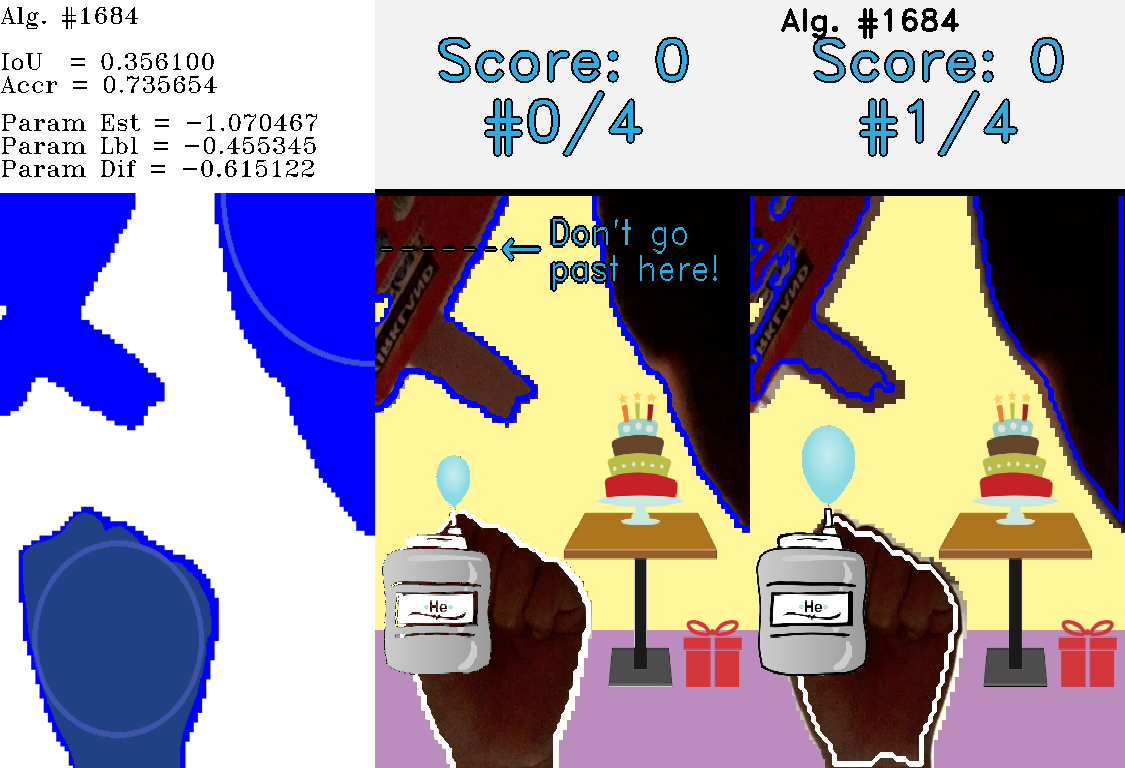 Alg. #1684
IoU = 0.356100
Accr = 0.735654
Param Est = −1.070467
Param Lbl = −0.455345
Param Dif = −0.615122
Score: 0
#0/4
Don't go
past here!
He
Alg. #1684
Score: 0
#1/4
He